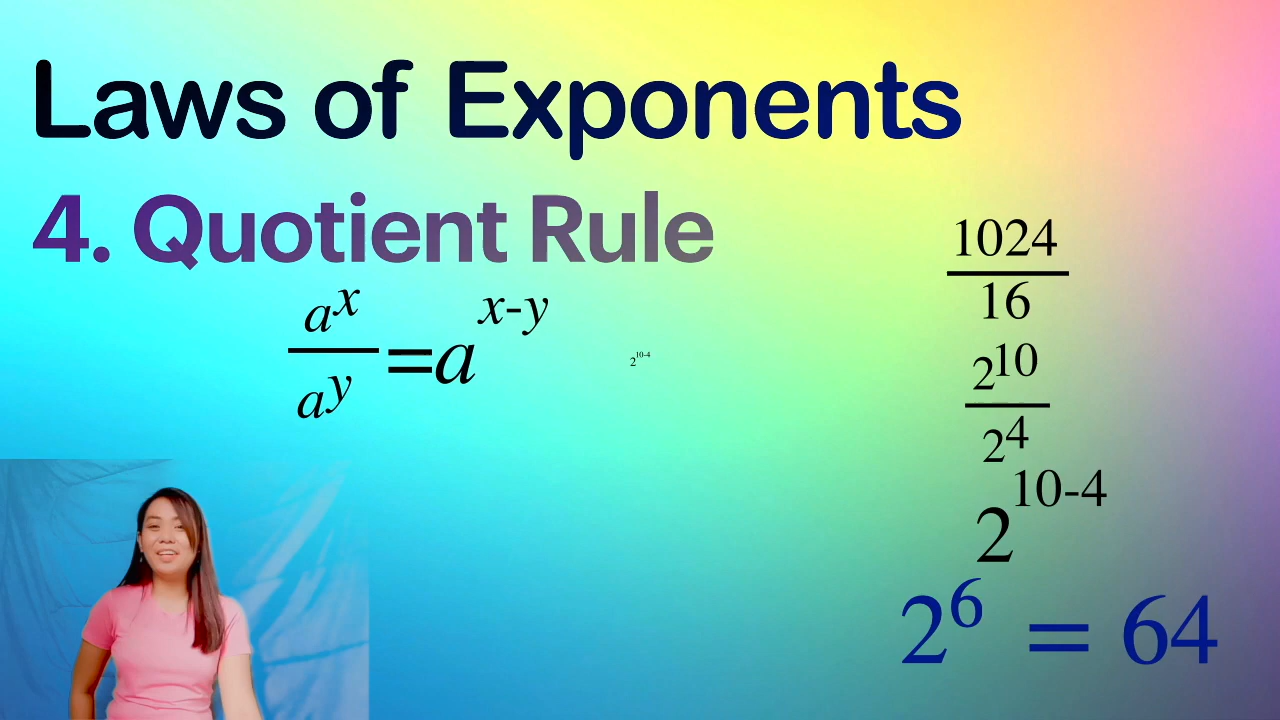 Laws of Exponents
4. Quotient Rule
a^x / a^y = a^(x-y)
2^(10-4)
1024 / 16
2^10 / 2^4
2^(10-4)
2^6 = 64